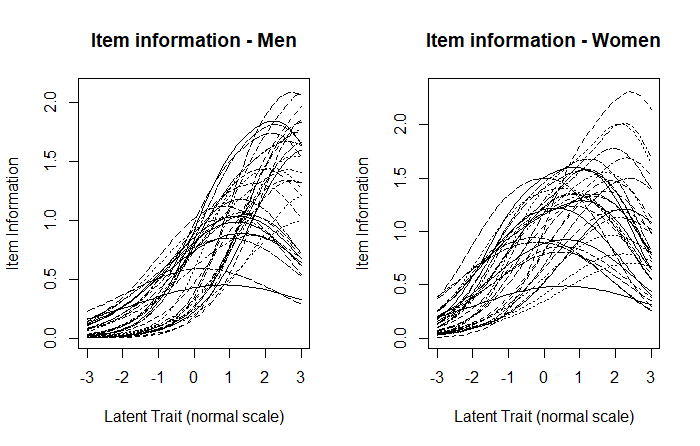 Item information - Men
Item Information
2.0
1.5
1.0
0.5
0.0
-3 -2 -1 0 1 2 3
Latent Trait (normal scale)
Item information - Women
Item Information
2.0
1.5
1.0
0.5
0.0
-3 -2 -1 0 1 2 3
Latent Trait (normal scale)